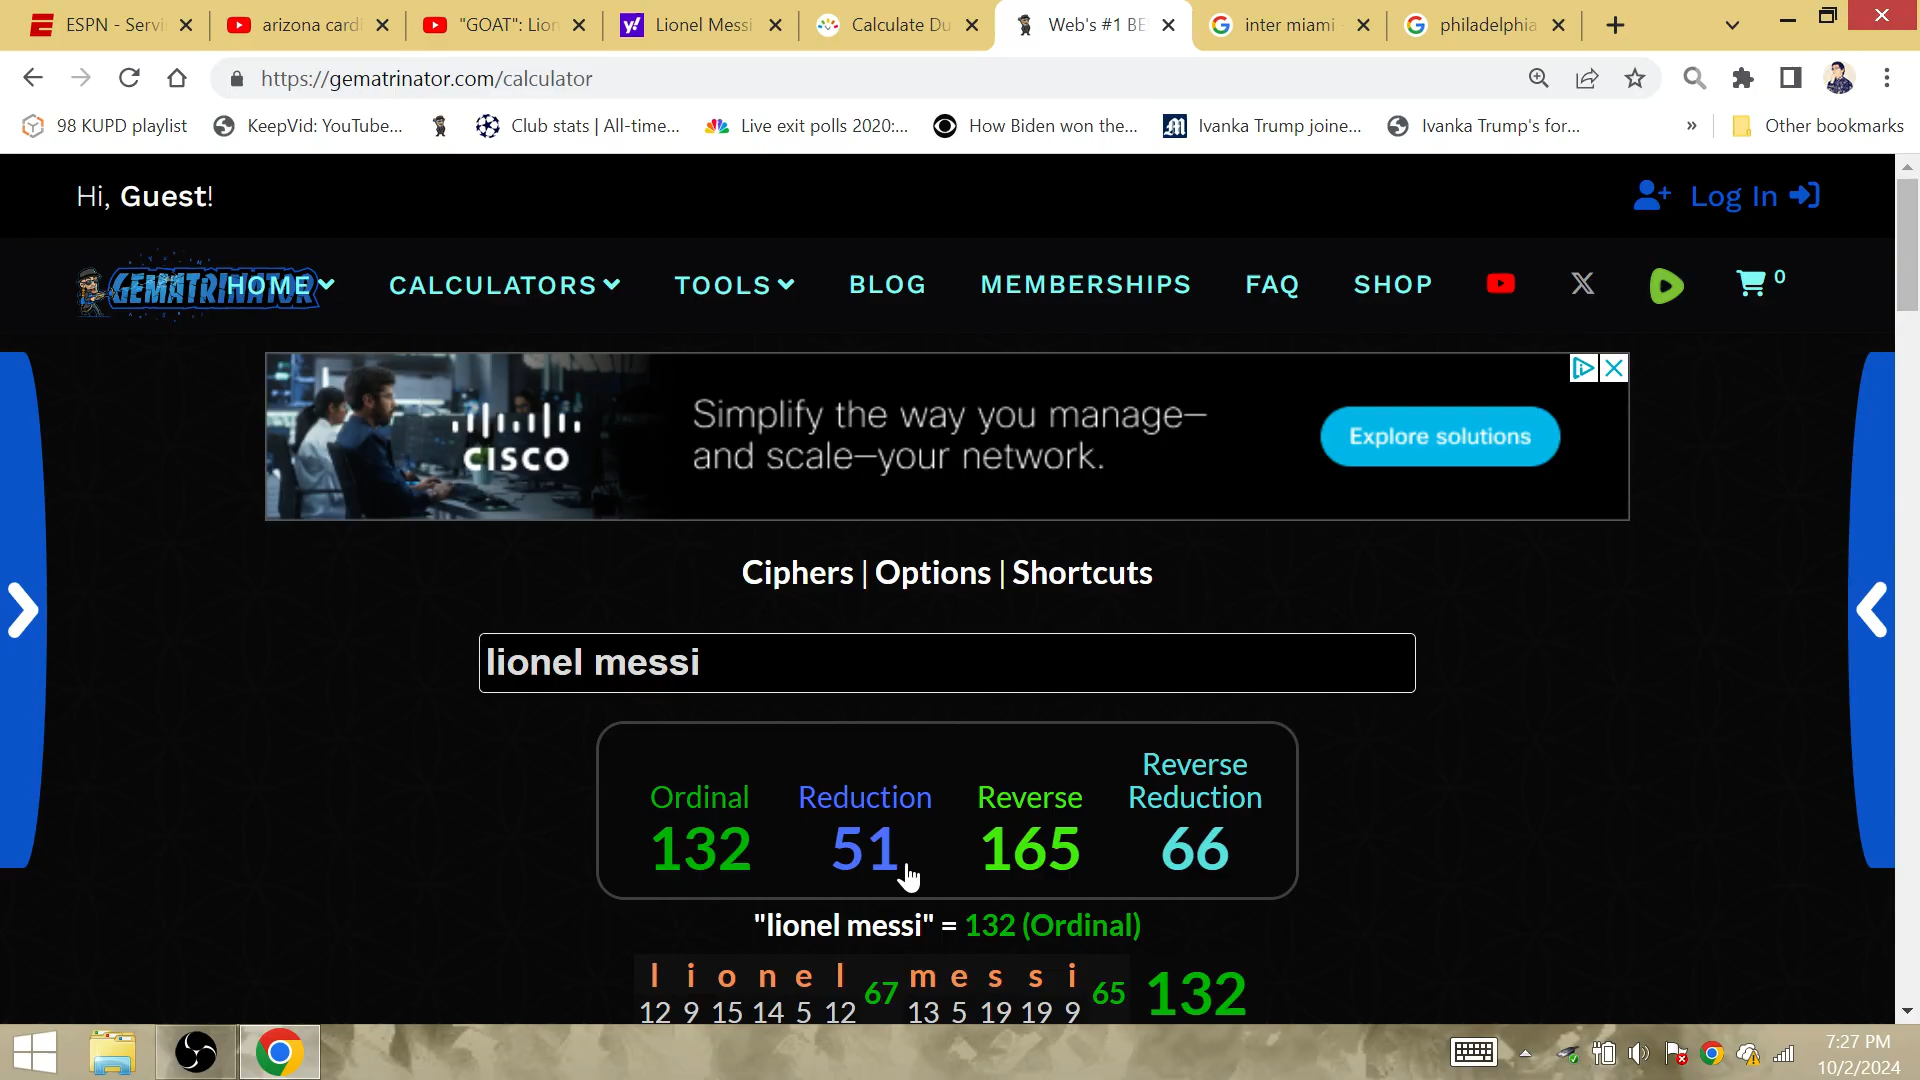 ESPN - Servi
arizona cardi
"GOAT": Lion
Lionel Messi
Calculate Du
Web's #1 BE
inter miami -
philadelphia
https://gematrinator.com/calculator
98 KUPD playlist
KeepVid: YouTube...
Club stats | All-time...
Live exit polls 2020:...
How Biden won the...
Ivanka Trump joine...
Ivanka Trump's for...
»
Other bookmarks
Hi, Guest!
Log In
GEMATRINATOR
HOME
CALCULATORS
TOOLS
BLOG
MEMBERSHIPS
FAQ
SHOP
0
CISCO
Simplify the way you manage—
and scale—your network.
Explore solutions
Ciphers | Options | Shortcuts
lionel messi
Ordinal
132
Reduction
51
Reverse
165
Reverse
Reduction
66
"lionel messi" = 132 (Ordinal)
l i o n e l 67 m e s s i 65 132
12 9 15 14 5 12 13 5 19 19 9
7:27 PM
10/2/2024